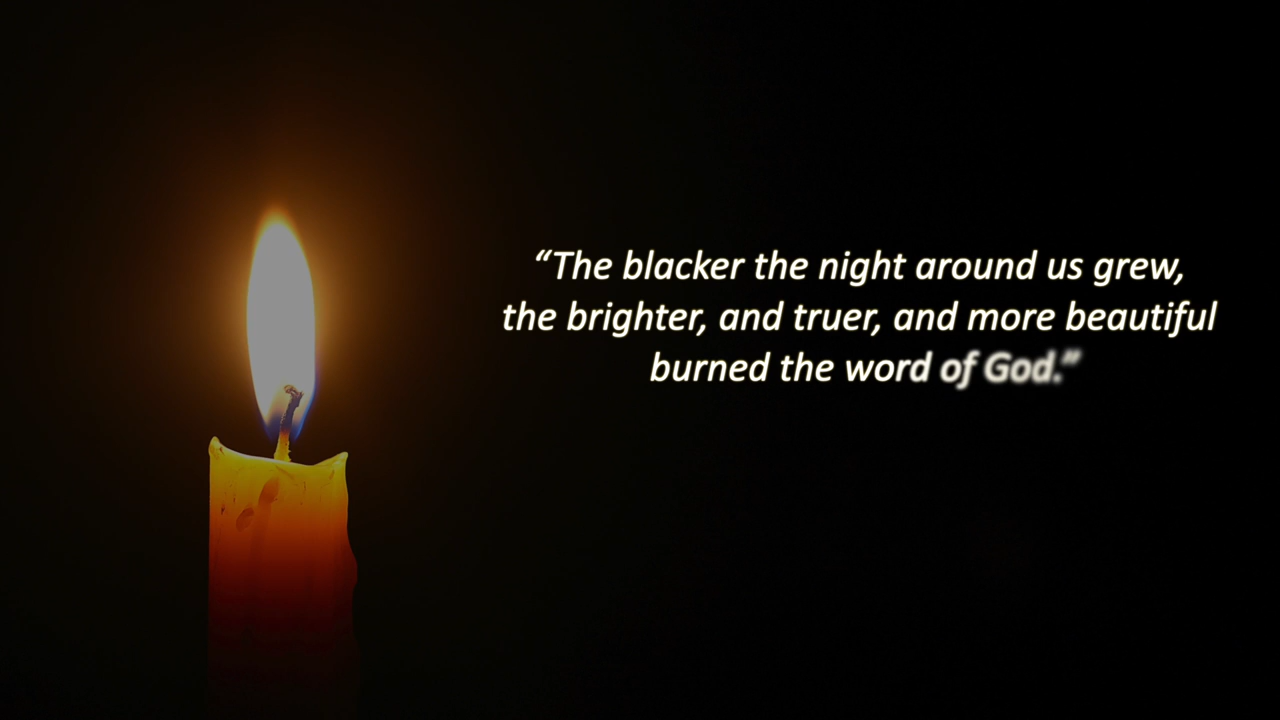 “The blacker the night around us grew,
the brighter, and truer, and more beautiful
burned the word of God.”